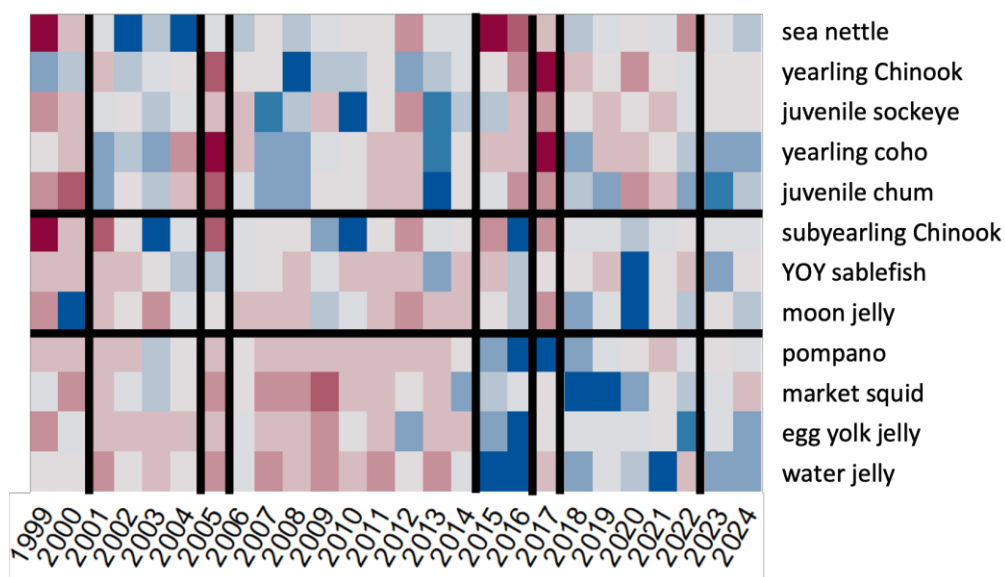 sea nettle
yearling Chinook
juvenile sockeye
yearling coho
juvenile chum
subyearling Chinook
YOY sablefish
moon jelly
pompano
market squid
egg yolk jelly
water jelly
1999
2000
2001
2002
2003
2004
2005
2006
2007
2008
2009
2010
2011
2012
2013
2014
2015
2016
2017
2018
2019
2020
2021
2022
2023
2024